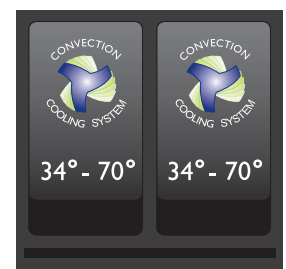 CONVECTION
COOLING SYSTEM
34° - 70°
CONVECTION
COOLING SYSTEM
34° - 70°